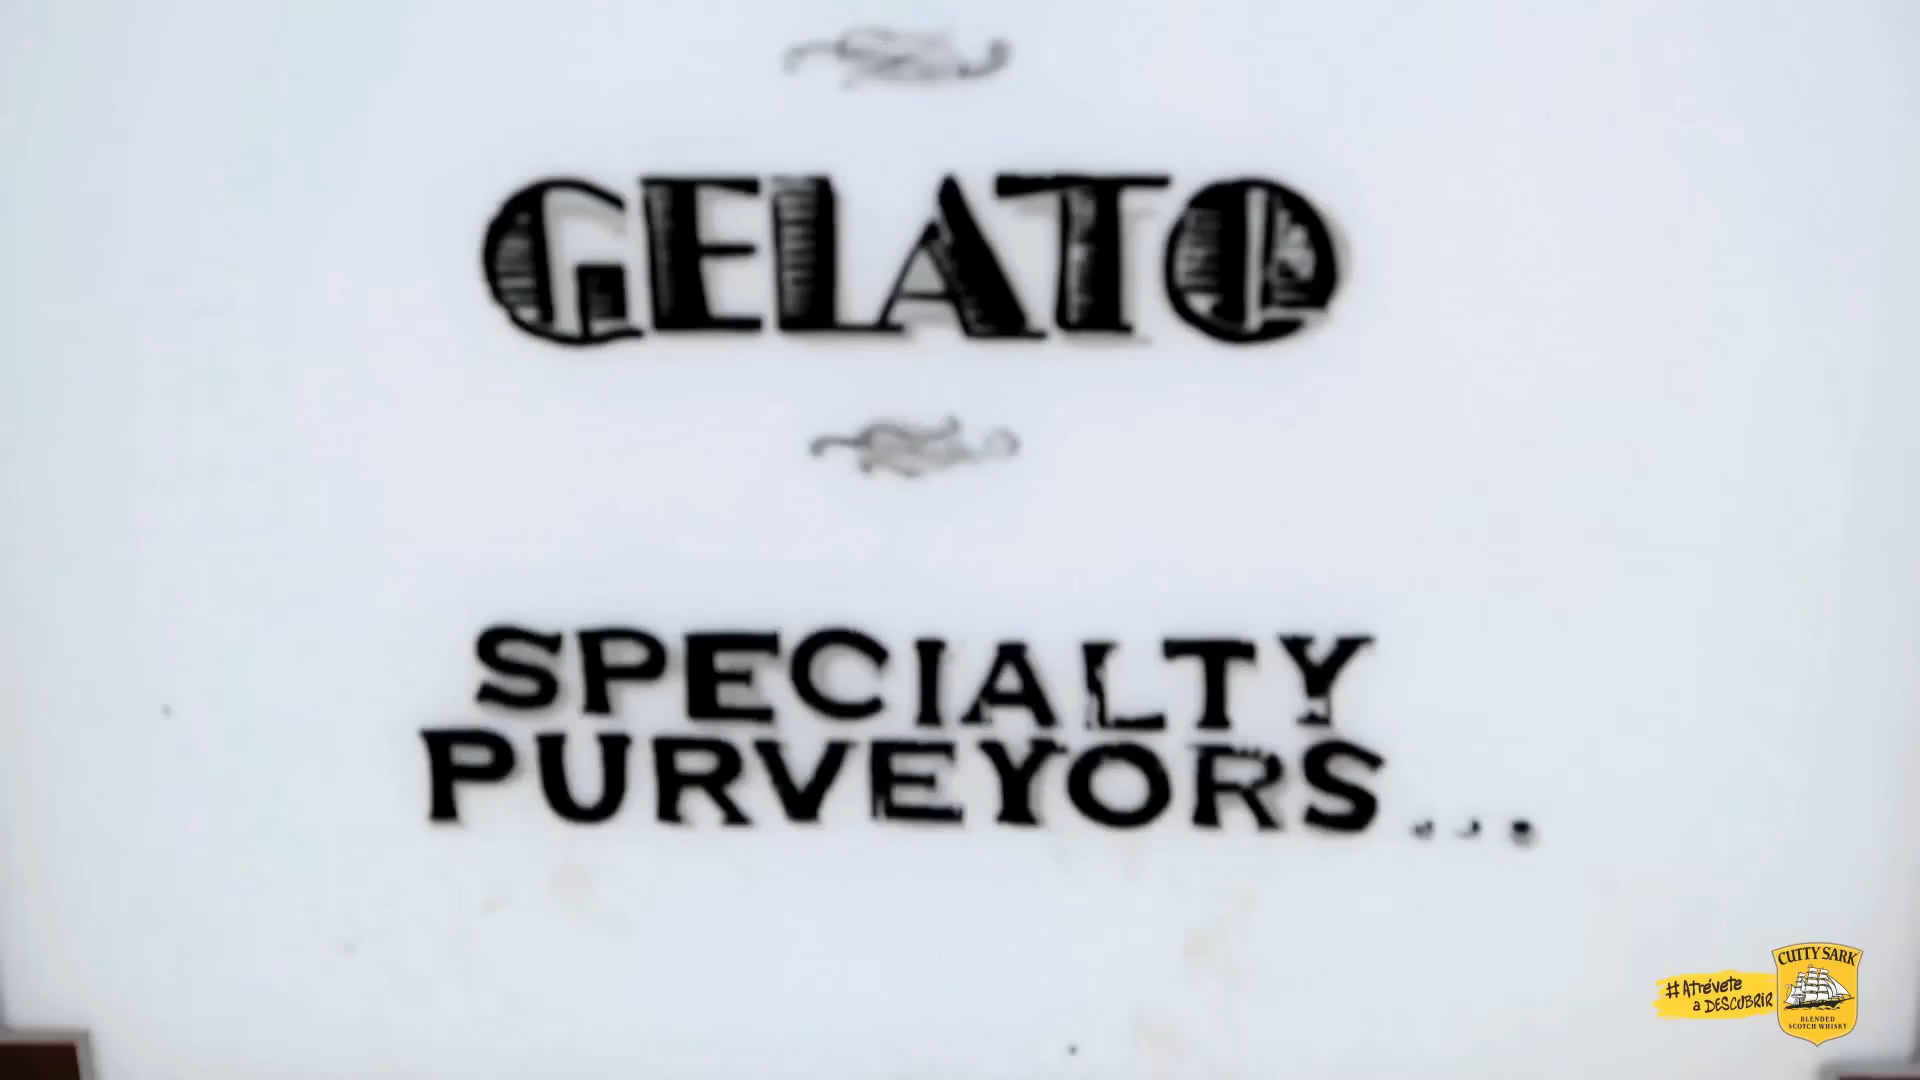 GELATO
SPECIALTY
PURVEYORS...
#Atrévete
a DESCUBRIR
CUTTY SARK
BLENDED
SCOTCH WHISKY